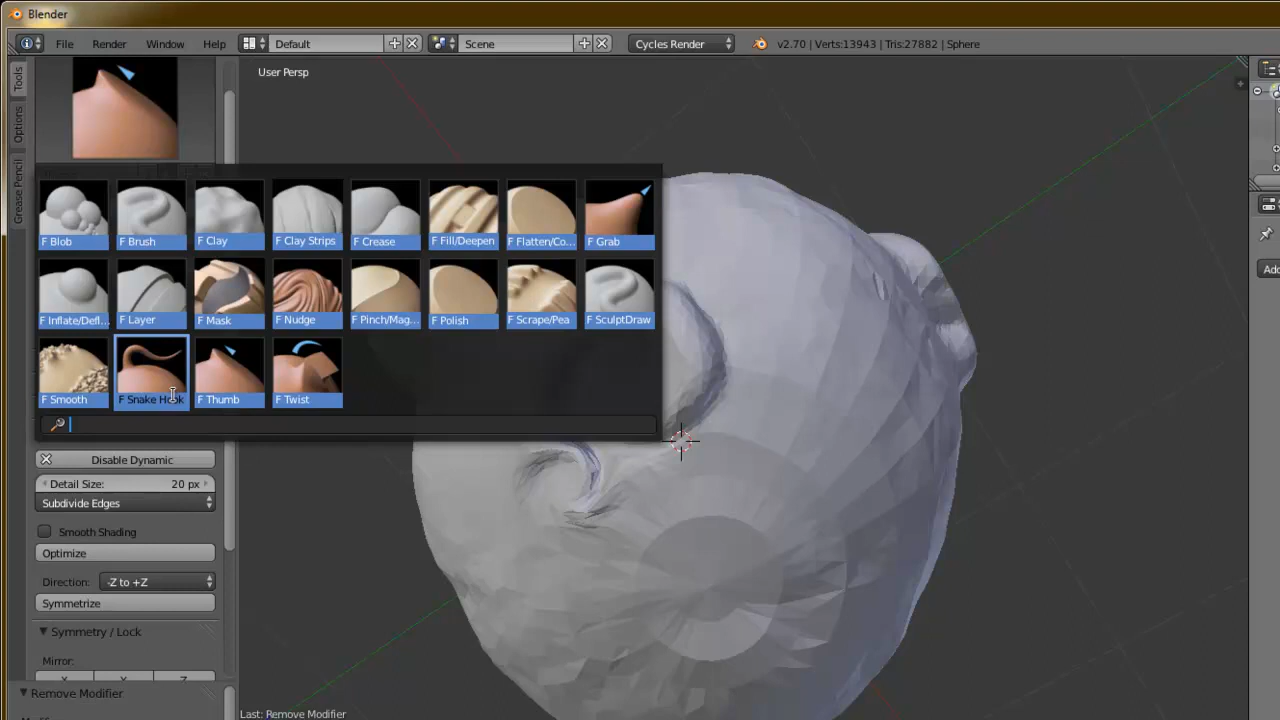 Blender
File Render Window Help Default Scene Cycles Render v2.70 | Verts:13943 | Tris:27882 | Sphere
Tools
Options
Grease Pencil
User Persp
F Blob F Brush F Clay F Clay Strips F Crease F Fill/Deepen F Flatten/Co... F Grab
F Inflate/Defl... F Layer F Mask F Nudge F Pinch/Mag... F Polish F Scrape/Pea F SculptDraw
F Smooth F Snake Hook F Thumb F Twist
Disable Dynamic
Detail Size: 20 px
Subdivide Edges
Smooth Shading
Optimize
Direction: -Z to +Z
Symmetrize
Symmetry / Lock
Mirror:
X Y Z
Remove Modifier
Last: Remove Modifier
Add